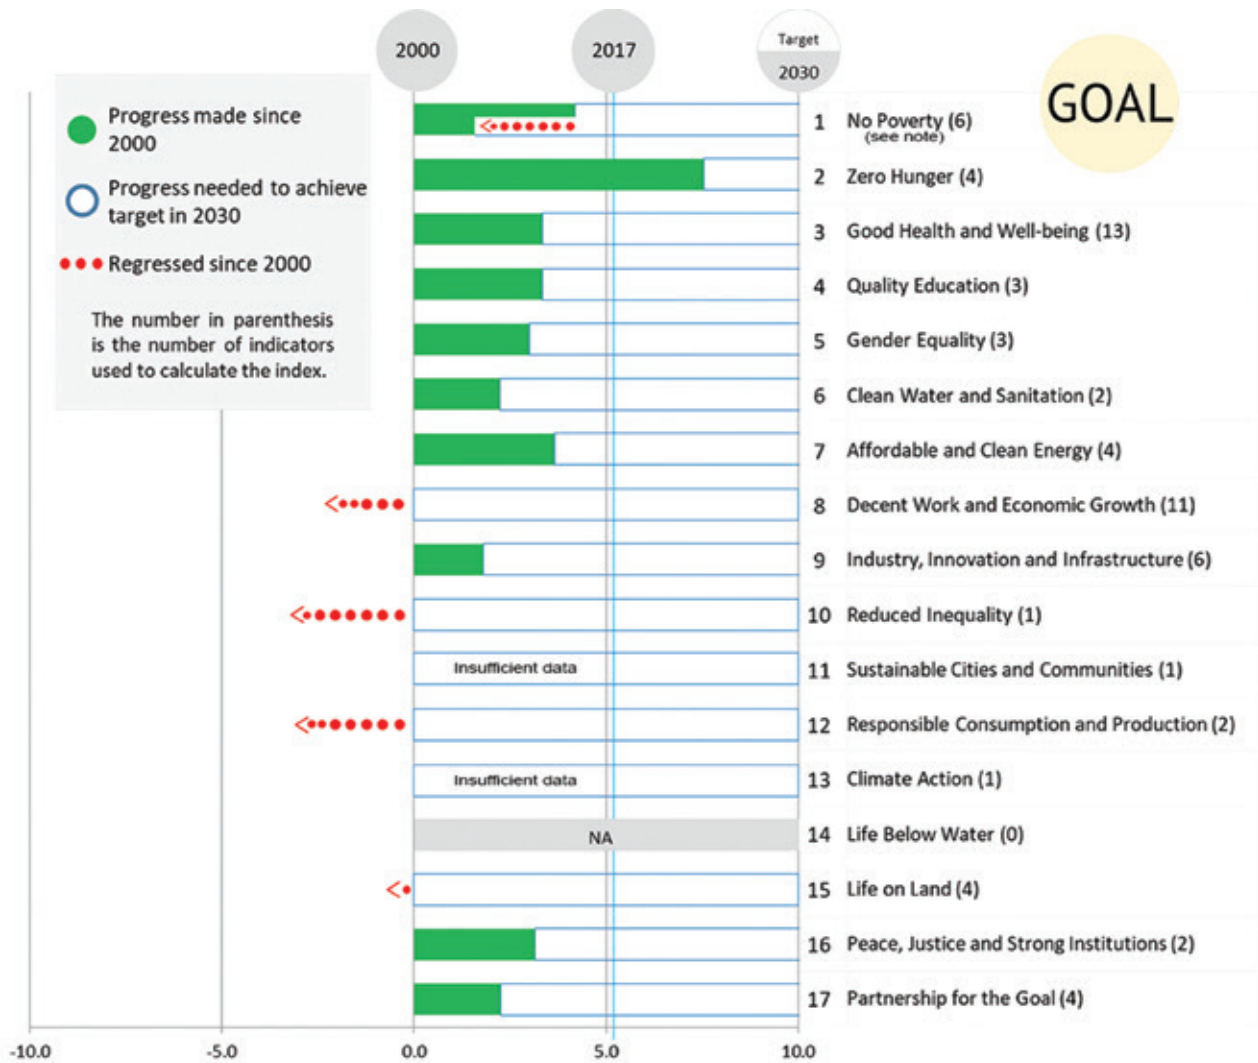 2000
2017
Target
2030
GOAL
Progress made since
2000
Progress needed to achieve
target in 2030
Regressed since 2000
The number in parenthesis
is the number of indicators
used to calculate the index.
1 No Poverty (6)
(see note)
2 Zero Hunger (4)
3 Good Health and Well-being (13)
4 Quality Education (3)
5 Gender Equality (3)
6 Clean Water and Sanitation (2)
7 Affordable and Clean Energy (4)
8 Decent Work and Economic Growth (11)
9 Industry, Innovation and Infrastructure (6)
10 Reduced Inequality (1)
Insufficient data 11 Sustainable Cities and Communities (1)
12 Responsible Consumption and Production (2)
Insufficient data 13 Climate Action (1)
NA 14 Life Below Water (0)
15 Life on Land (4)
16 Peace, Justice and Strong Institutions (2)
17 Partnership for the Goal (4)
-10.0 -5.0 0.0 5.0 10.0